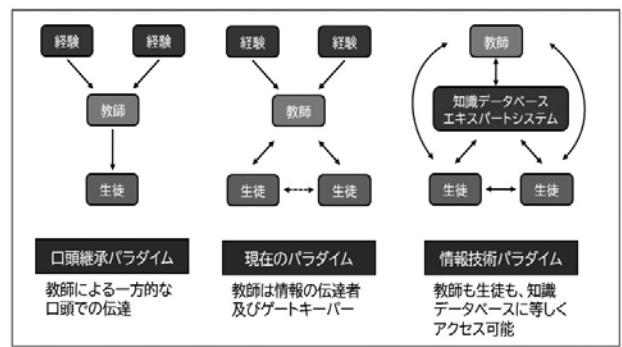 経験
経験
教師
生徒
口頭継承パラダイム
教師による一方的な
口頭での伝達
経験
経験
教師
生徒
生徒
現在のパラダイム
教師は情報の伝達者
及びゲートキーパー
教師
知識データベース
エキスパートシステム
生徒
生徒
情報技術パラダイム
教師も生徒も、知識
データベースに等しく
アクセス可能